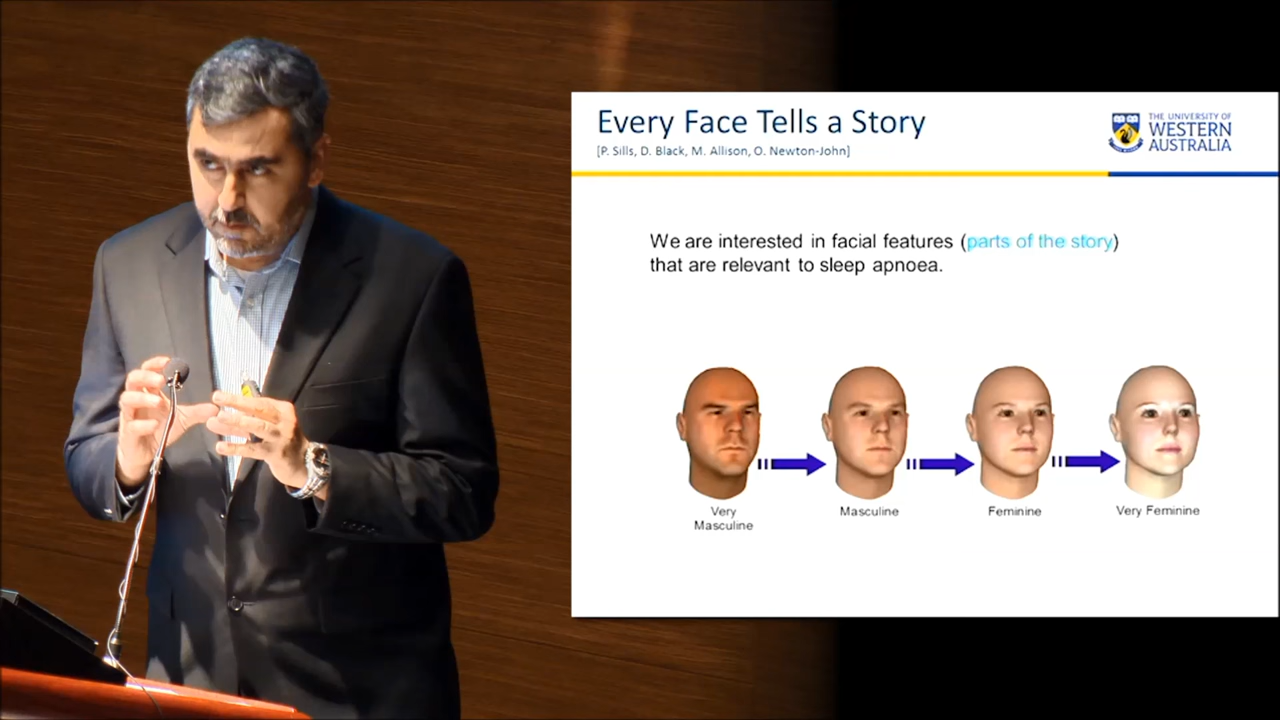 Every Face Tells a Story
[P. Sills, D. Black, M. Allison, O. Newton-John]
THE UNIVERSITY OF
WESTERN
AUSTRALIA
We are interested in facial features (parts of the story)
that are relevant to sleep apnoea.
Very
Masculine
Masculine
Feminine
Very Feminine